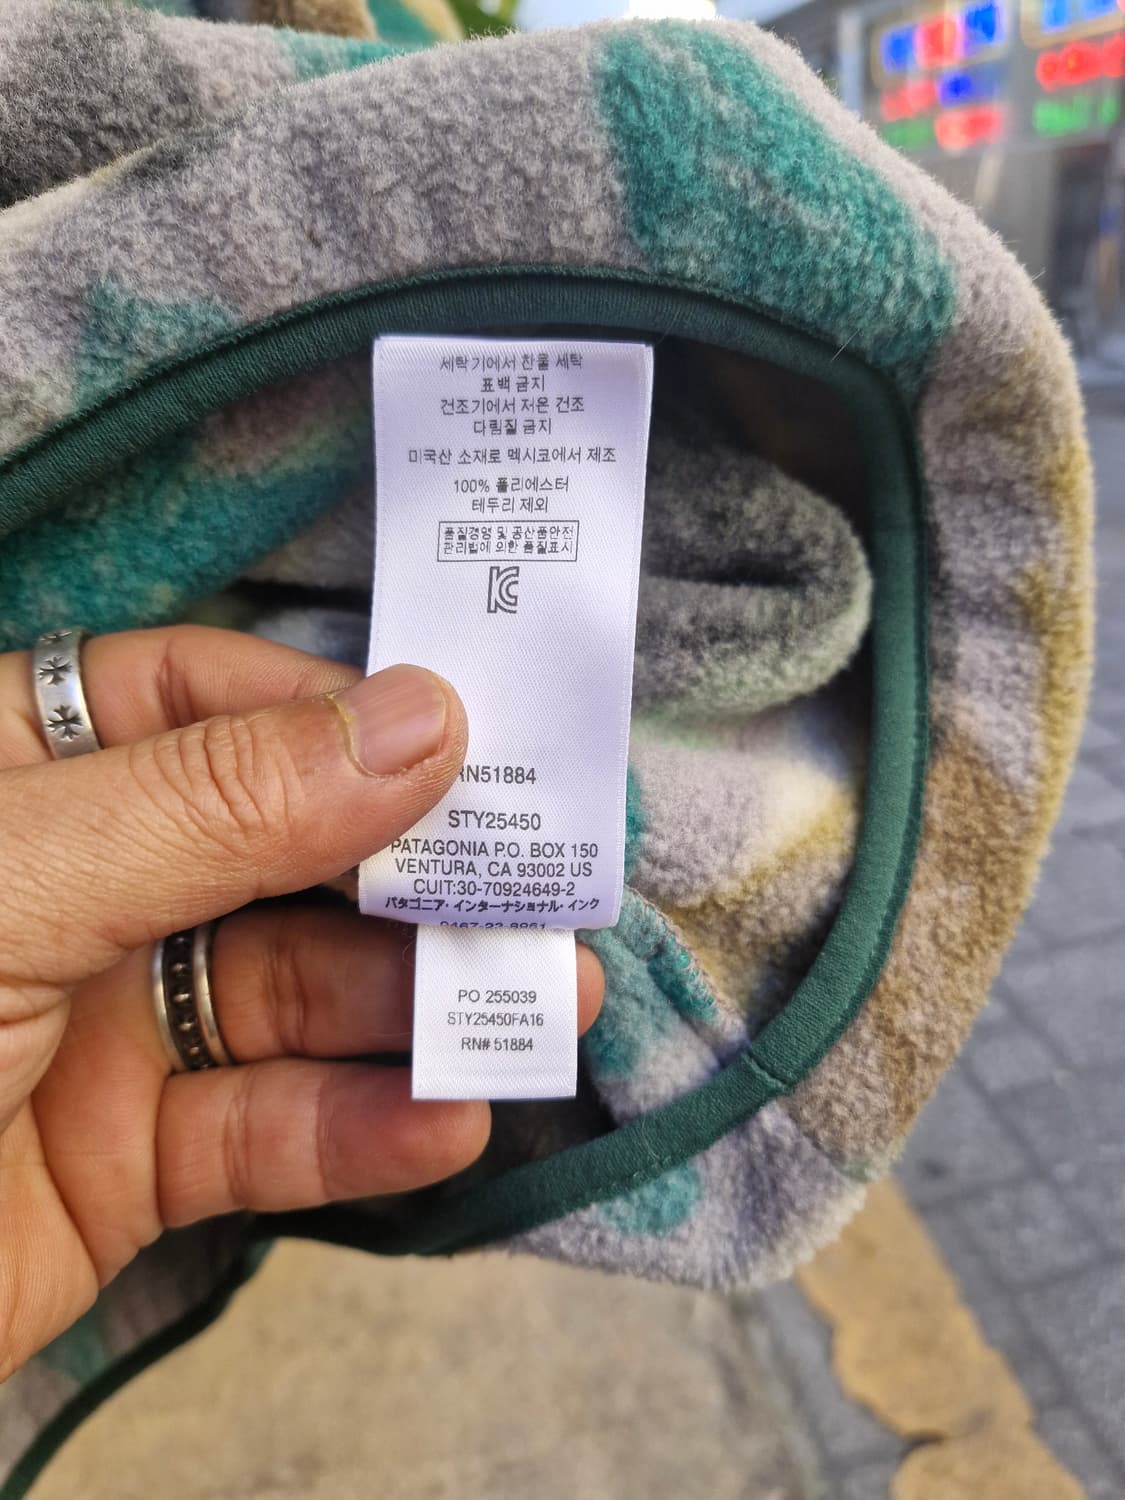 세탁기에서 찬물 세탁
표백 금지
건조기에서 저온 건조
다림질 금지
미국산 소재로 멕시코에서 제조
100% 폴리에스터
테두리 제외
품질경영 및 공산품안전
관리법에 의한 품질표시
RN51884
STY25450
PATAGONIA P.O. BOX 150
VENTURA, CA 93002 US
CUIT:30-70924649-2
パタゴニア・インターナショナル・インク
PO 255039
STY25450FA16
RN# 51884